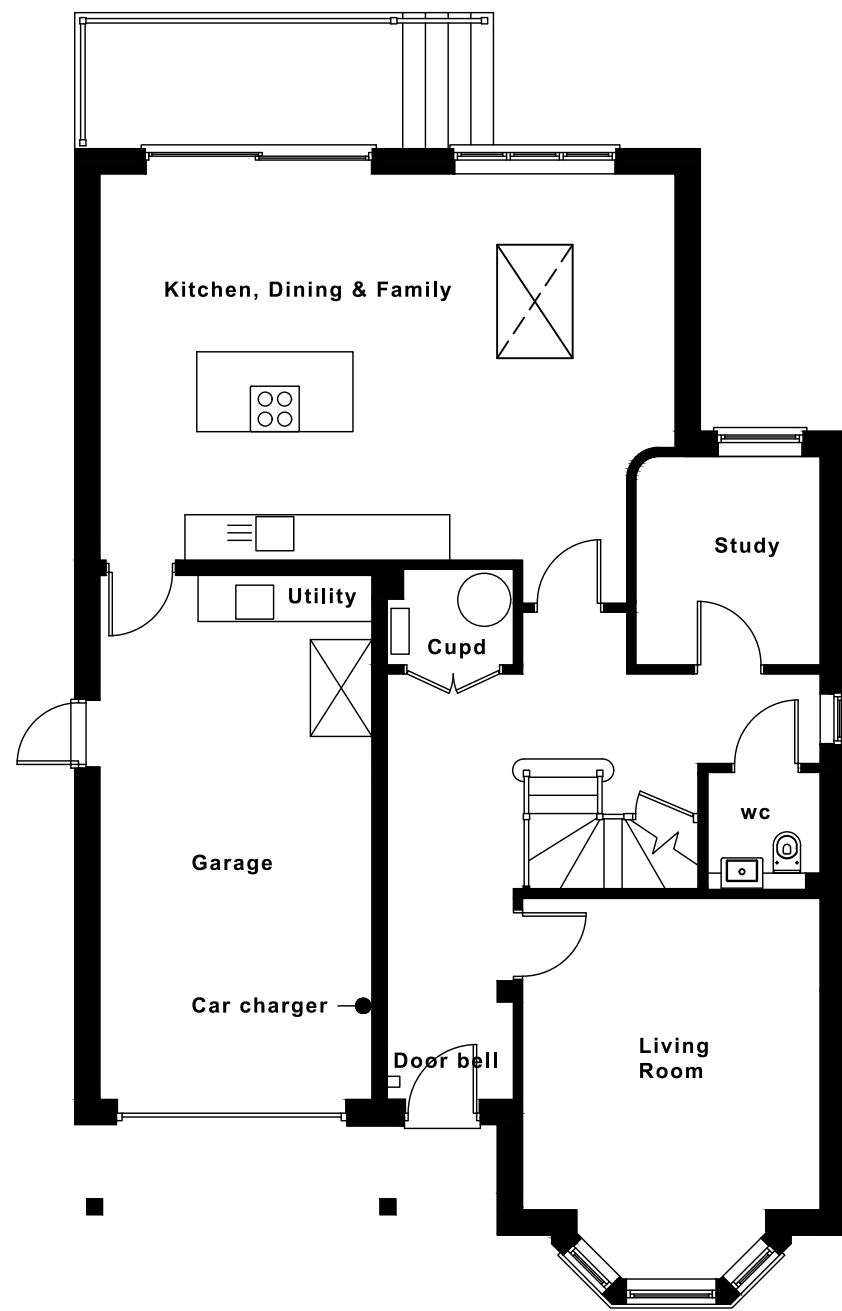 Kitchen, Dining & Family
Study
Utility
Cupd
wc
Garage
Car charger
Door bell
Living
Room